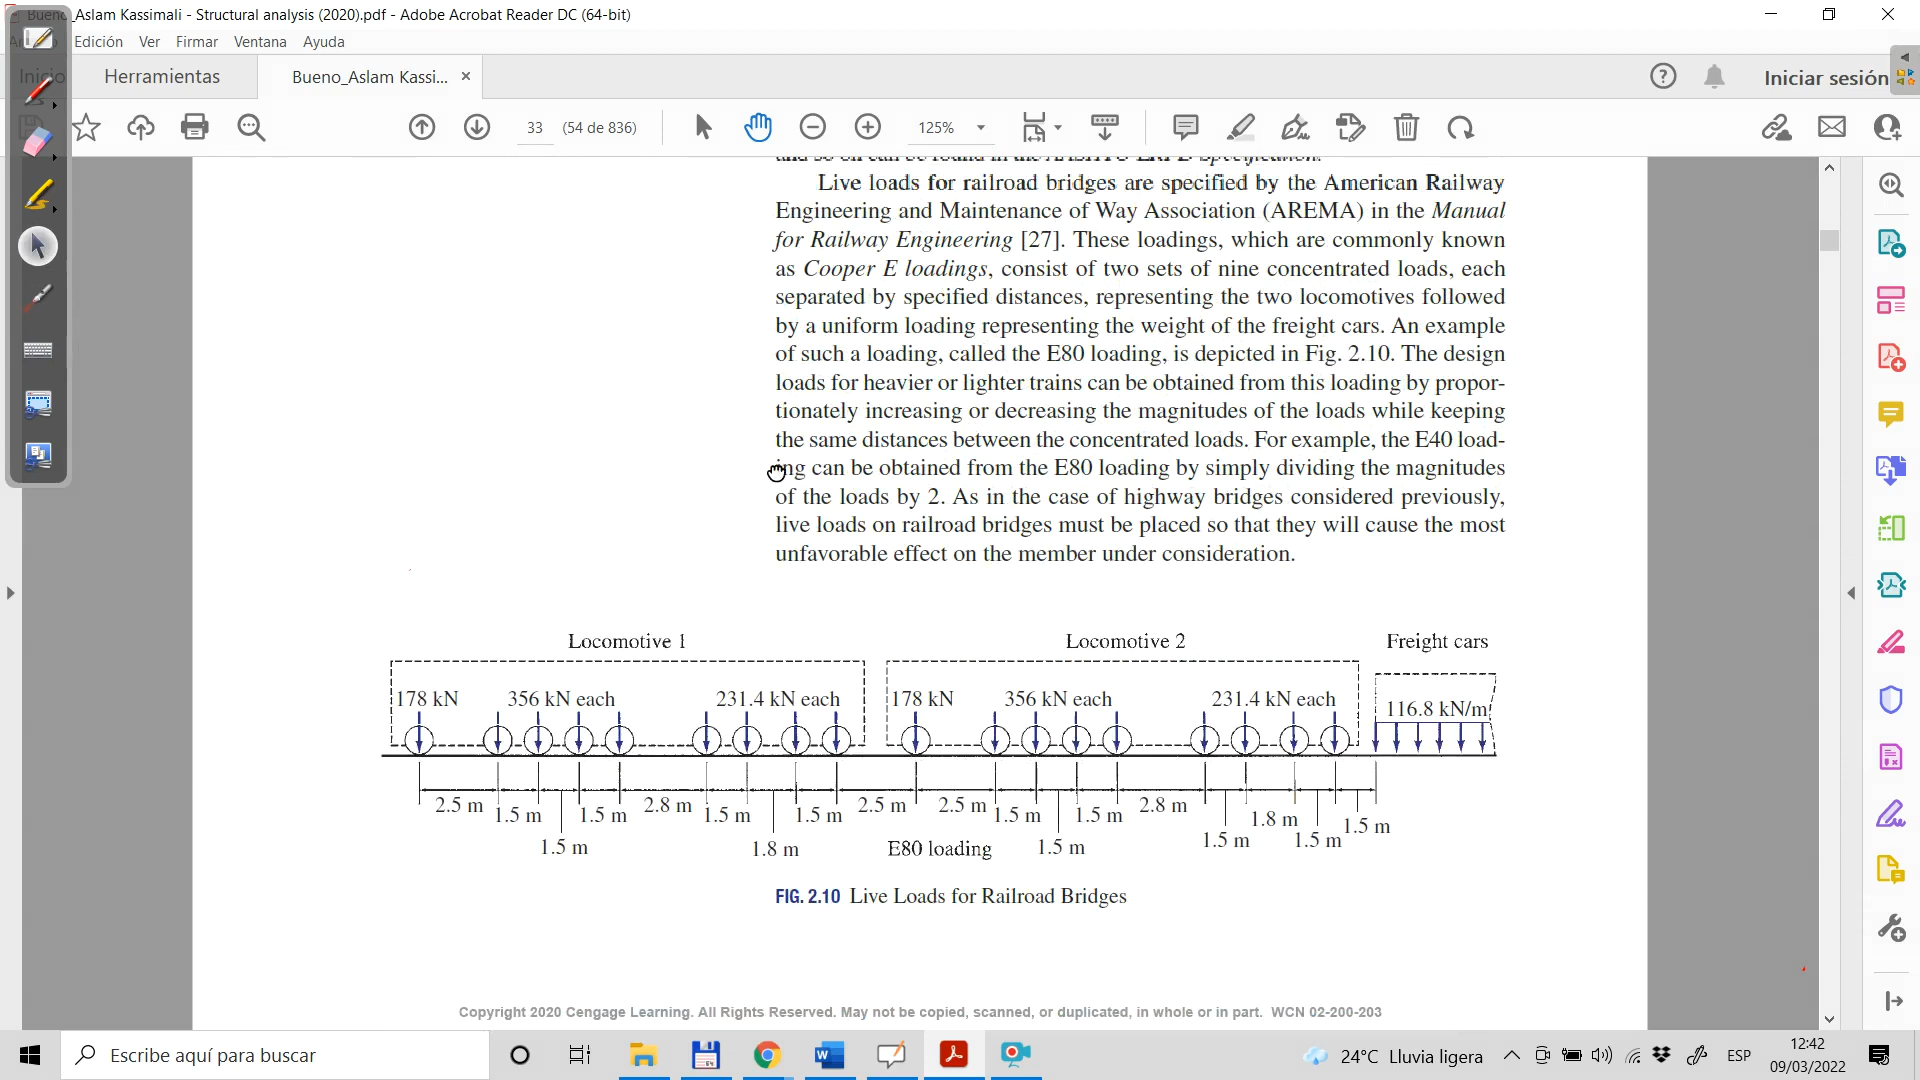 Bueno_Aslam Kassimali - Structural analysis (2020).pdf - Adobe Acrobat Reader DC (64-bit)
Edición Ver Firmar Ventana Ayuda
Inicio Herramientas Bueno_Aslam Kassi... Iniciar sesión
33 (54 de 836) 125%
Live loads for railroad bridges are specified by the American Railway
Engineering and Maintenance of Way Association (AREMA) in the Manual
for Railway Engineering [27]. These loadings, which are commonly known
as Cooper E loadings, consist of two sets of nine concentrated loads, each
separated by specified distances, representing the two locomotives followed
by a uniform loading representing the weight of the freight cars. An example
of such a loading, called the E80 loading, is depicted in Fig. 2.10. The design
loads for heavier or lighter trains can be obtained from this loading by propor-
tionately increasing or decreasing the magnitudes of the loads while keeping
the same distances between the concentrated loads. For example, the E40 load-
ing can be obtained from the E80 loading by simply dividing the magnitudes
of the loads by 2. As in the case of highway bridges considered previously,
live loads on railroad bridges must be placed so that they will cause the most
unfavorable effect on the member under consideration.
Locomotive 1 Locomotive 2 Freight cars
178 kN 356 kN each 231.4 kN each 178 kN 356 kN each 231.4 kN each 116.8 kN/m
2.5 m 1.5 m 1.5 m 2.8 m 1.5 m 1.5 m 2.5 m 2.5 m 1.5 m 1.5 m 2.8 m 1.5 m 1.8 m 1.5 m 1.5 m
1.5 m 1.8 m E80 loading 1.5 m
FIG. 2.10 Live Loads for Railroad Bridges
Copyright 2020 Cengage Learning. All Rights Reserved. May not be copied, scanned, or duplicated, in whole or in part. WCN 02-200-203
Escribe aquí para buscar
24°C Lluvia ligera
ESP
12:42
09/03/2022